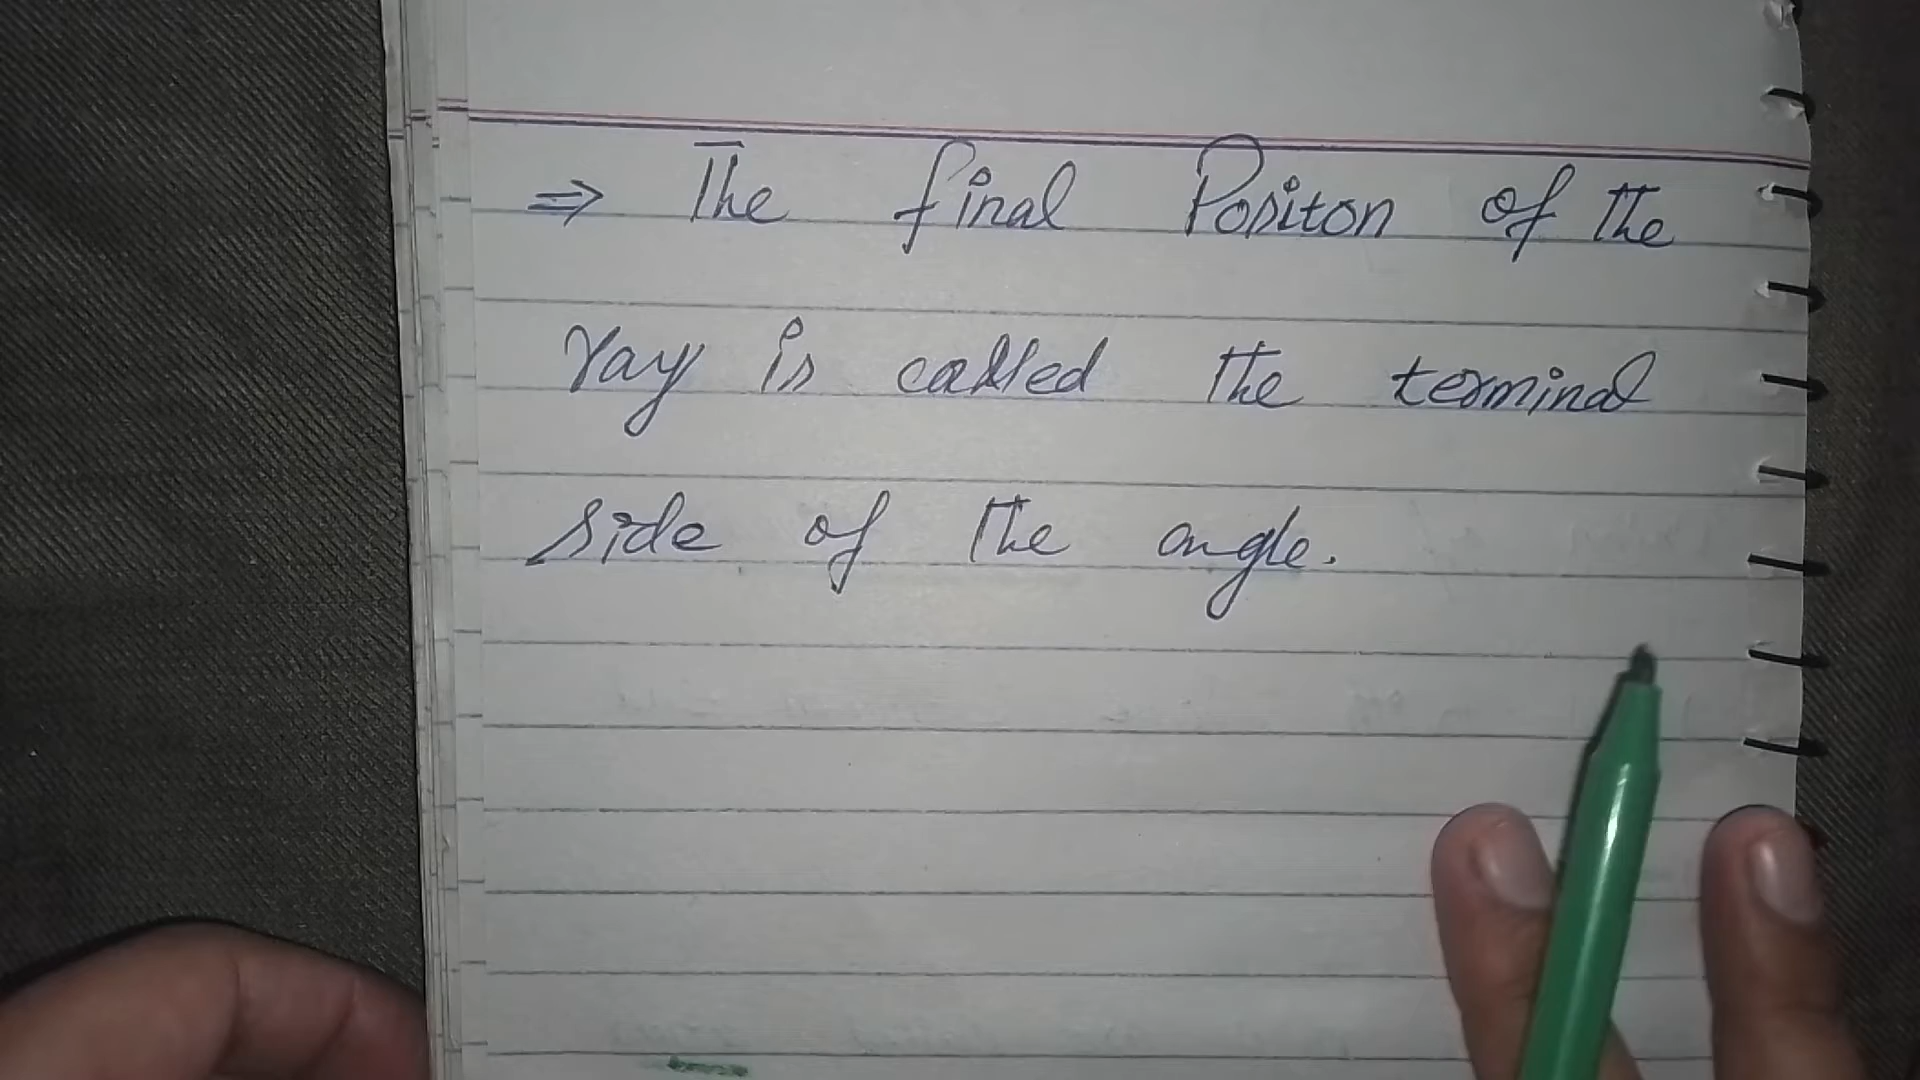 ⇒ The final Positon of the
ray is called the terminal
side of the angle.